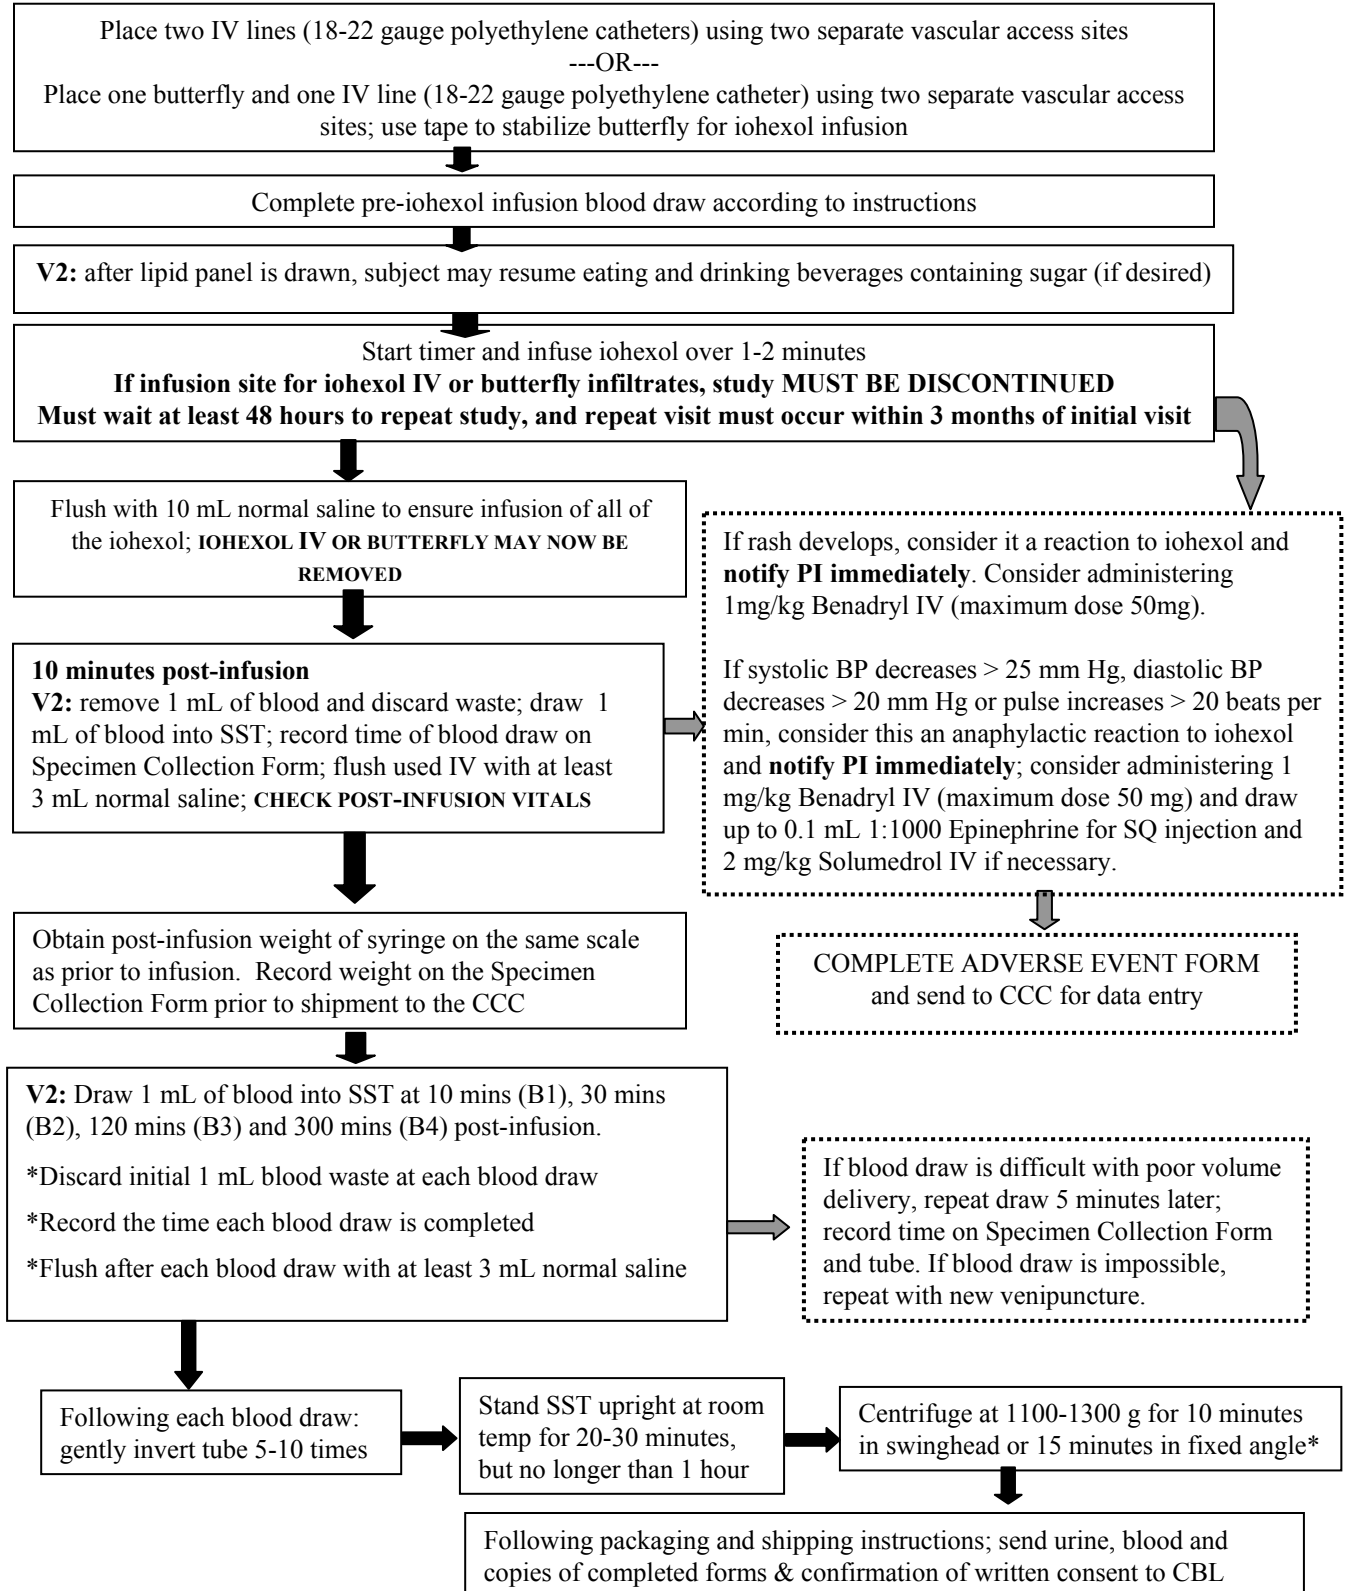 Place two IV lines (18-22 gauge polyethylene catheters) using two separate vascular access sites
---OR---
Place one butterfly and one IV line (18-22 gauge polyethylene catheter) using two separate vascular access
sites; use tape to stabilize butterfly for iohexol infusion
Complete pre-iohexol infusion blood draw according to instructions
V2: after lipid panel is drawn, subject may resume eating and drinking beverages containing sugar (if desired)
Start timer and infuse iohexol over 1-2 minutes
If infusion site for iohexol IV or butterfly infiltrates, study MUST BE DISCONTINUED
Must wait at least 48 hours to repeat study, and repeat visit must occur within 3 months of initial visit
Flush with 10 mL normal saline to ensure infusion of all of
the iohexol; IOHEXOL IV OR BUTTERFLY MAY NOW BE
REMOVED
If rash develops, consider it a reaction to iohexol and
notify PI immediately. Consider administering
1mg/kg Benadryl IV (maximum dose 50mg).
If systolic BP decreases > 25 mm Hg, diastolic BP
decreases > 20 mm Hg or pulse increases > 20 beats per
min, consider this an anaphylactic reaction to iohexol
and notify PI immediately; consider administering 1
mg/kg Benadryl IV (maximum dose 50 mg) and draw
up to 0.1 mL 1:1000 Epinephrine for SQ injection and
2 mg/kg Solumedrol IV if necessary.
10 minutes post-infusion
V2: remove 1 mL of blood and discard waste; draw 1
mL of blood into SST; record time of blood draw on
Specimen Collection Form; flush used IV with at least
3 mL normal saline; CHECK POST-INFUSION VITALS
Obtain post-infusion weight of syringe on the same scale
as prior to infusion. Record weight on the Specimen
Collection Form prior to shipment to the CCC
COMPLETE ADVERSE EVENT FORM
and send to CCC for data entry
V2: Draw 1 mL of blood into SST at 10 mins (B1), 30 mins
(B2), 120 mins (B3) and 300 mins (B4) post-infusion.
*Discard initial 1 mL blood waste at each blood draw
*Record the time each blood draw is completed
*Flush after each blood draw with at least 3 mL normal saline
If blood draw is difficult with poor volume
delivery, repeat draw 5 minutes later;
record time on Specimen Collection Form
and tube. If blood draw is impossible,
repeat with new venipuncture.
Following each blood draw:
gently invert tube 5-10 times
Stand SST upright at room
temp for 20-30 minutes,
but no longer than 1 hour
Centrifuge at 1100-1300 g for 10 minutes
in swinghead or 15 minutes in fixed angle*
Following packaging and shipping instructions; send urine, blood and
copies of completed forms & confirmation of written consent to CBL